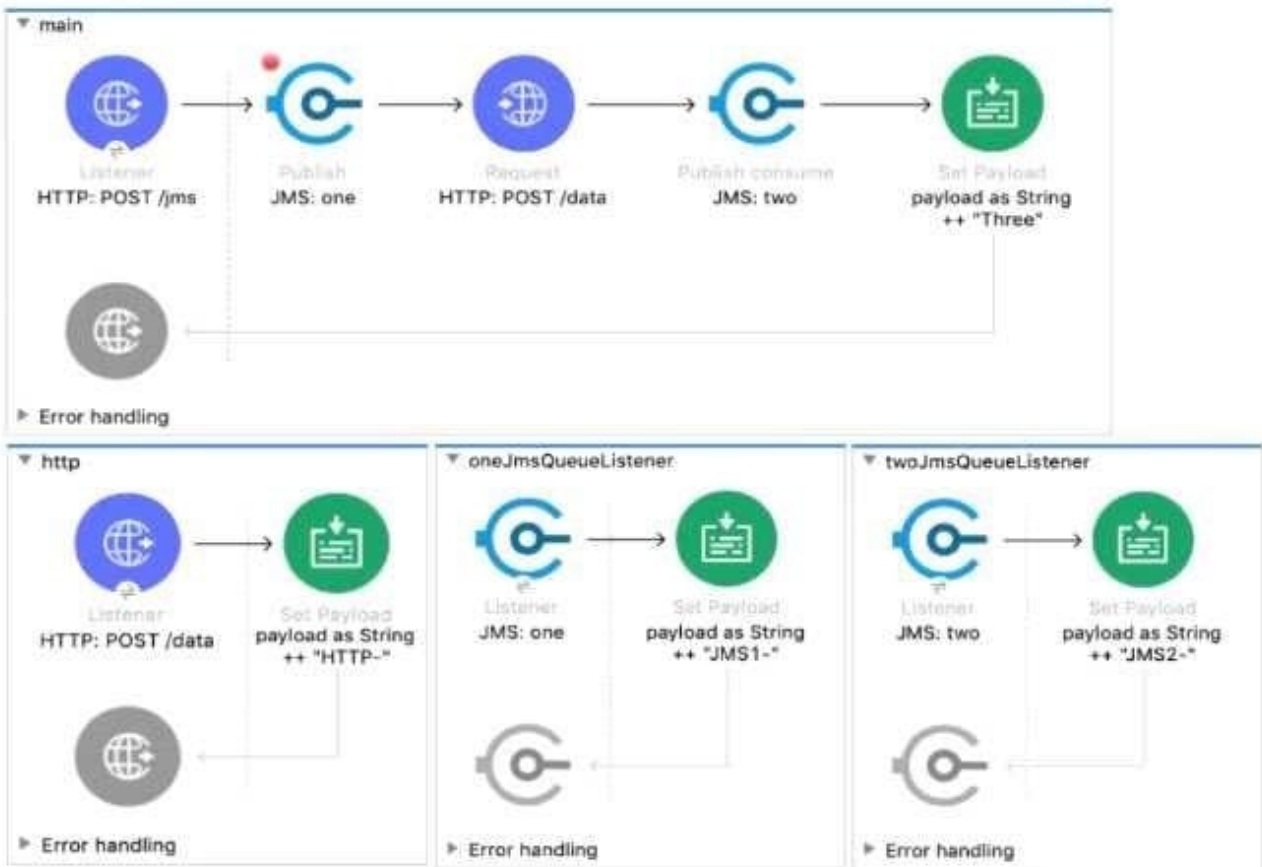 main
Listener
Publish
Request
Publish consume
Set Payload
HTTP: POST /jms
JMS: one
HTTP: POST /data
JMS: two
payload as String
++ "Three"
Error handling
http
oneJmsQueueListener
twoJmsQueueListener
Listener
Set Payload
Listener
Set Payload
Listener
Set Payload
HTTP: POST /data
payload as String
++ "HTTP-"
JMS: one
payload as String
++ "JMS1-"
JMS: two
payload as String
++ "JMS2-"
Error handling
Error handling
Error handling